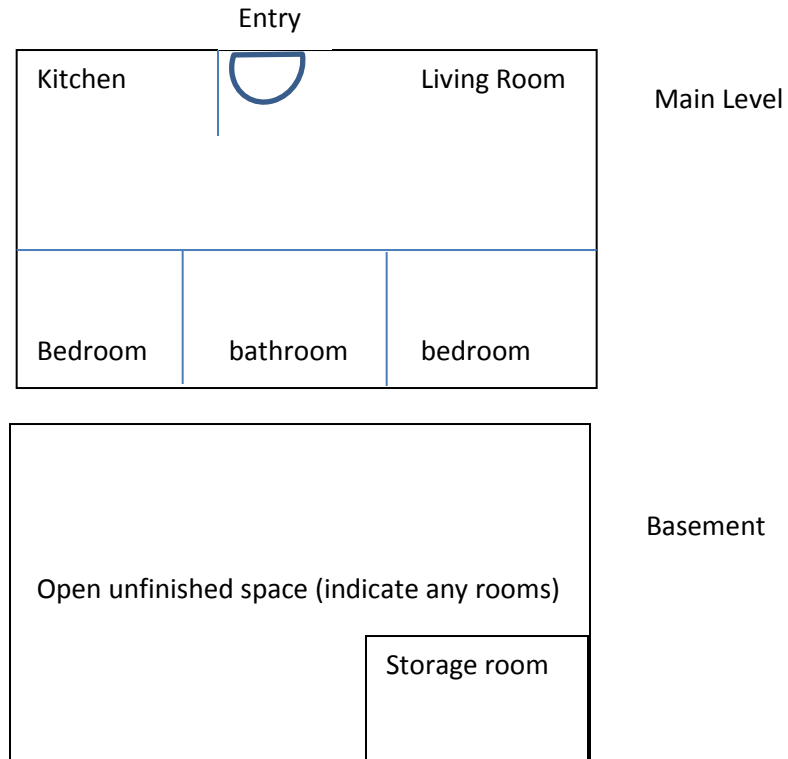 Entry
Kitchen
Living Room
Main Level
Bedroom
bathroom
bedroom
Basement
Open unfinished space (indicate any rooms)
Storage room